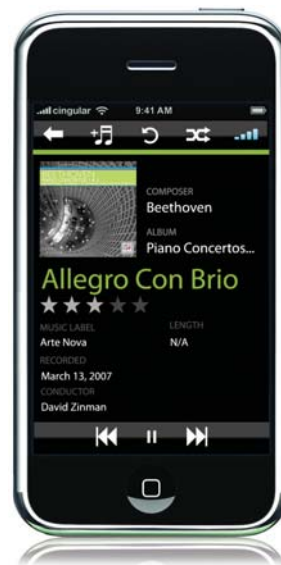 cingular 9:41 AM
COMPOSER
Beethoven
ALBUM
Piano Concertos...
Allegro Con Brio
MUSIC LABEL LENGTH
Arte Nova N/A
RECORDED
March 13, 2007
CONDUCTOR
David Zinman